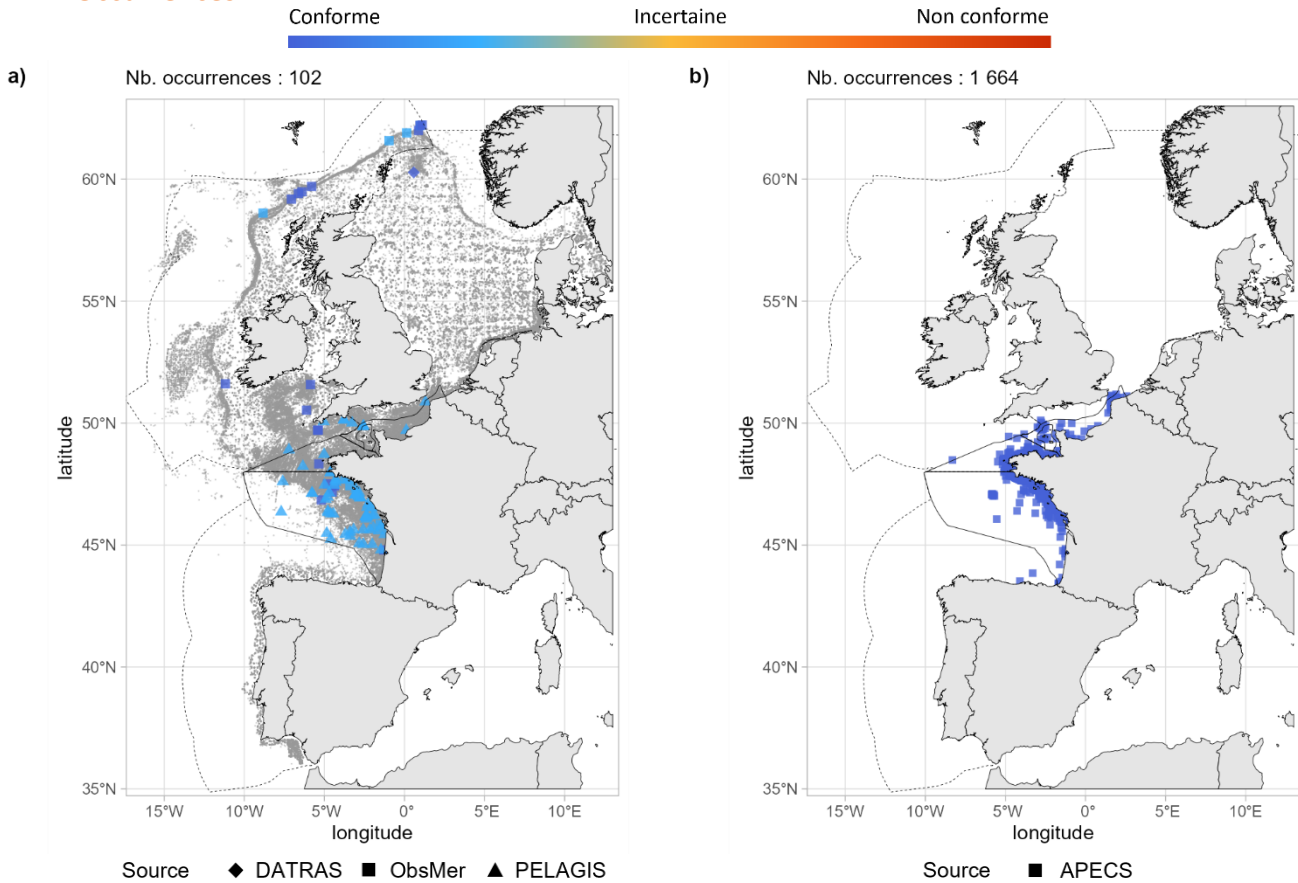 Conforme Incertaine Non conforme
a) Nb. occurrences : 102
60°N
55°N
50°N
45°N
40°N
35°N
latitude
15°W 10°W 5°W 0° 5°E 10°E
longitude
Source DATRAS ObsMer PELAGIS
b) Nb. occurrences : 1 664
60°N
55°N
50°N
45°N
40°N
35°N
latitude
15°W 10°W 5°W 0° 5°E 10°E
longitude
Source APECS